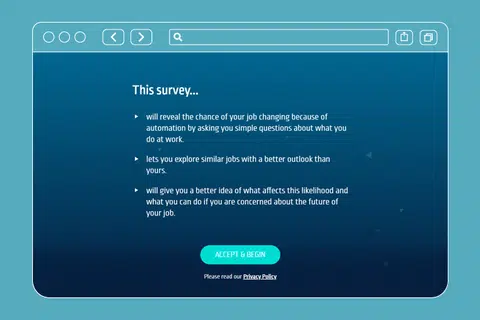 This survey...
will reveal the chance of your job changing because of
automation by asking you simple questions about what you
do at work.
lets you explore similar jobs with a better outlook than
yours.
will give you a better idea of what affects this likelihood and
what you can do if you are concerned about the future of
your job.
ACCEPT & BEGIN
Please read our Privacy Policy